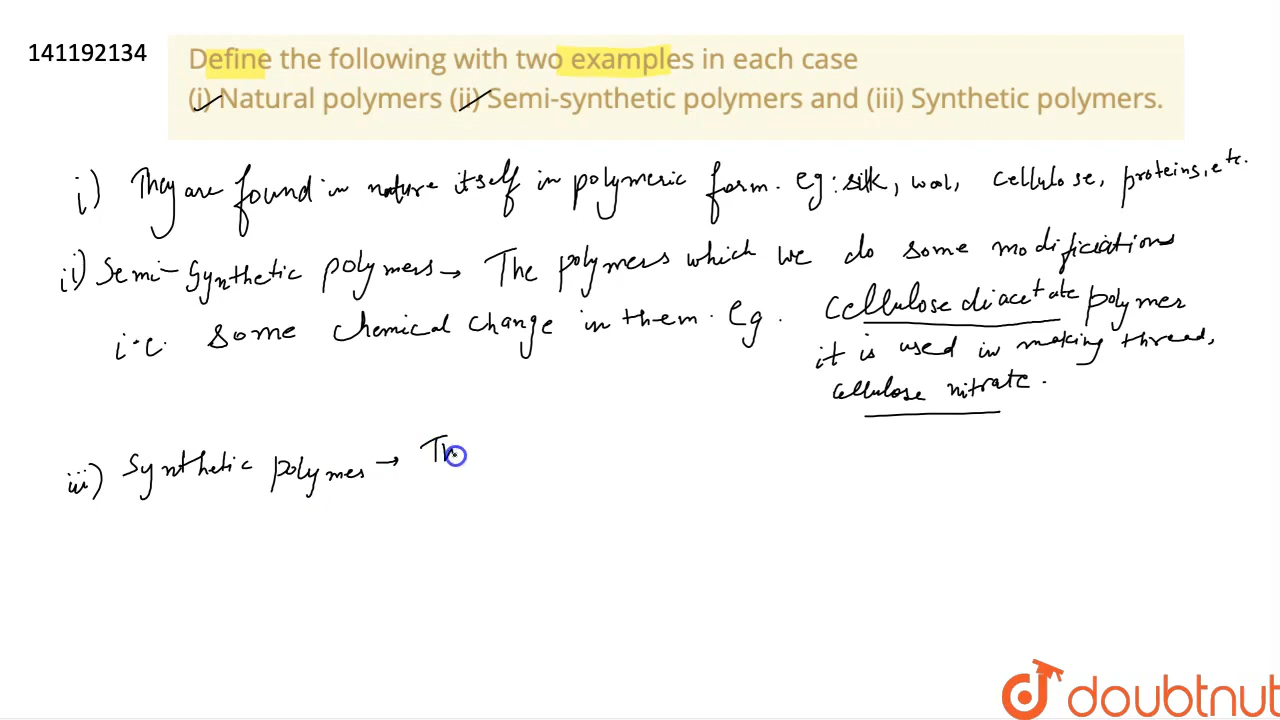 141192134
Define the following with two examples in each case
(i) Natural polymers (ii) Semi-synthetic polymers and (iii) Synthetic polymers.
i) They are found in nature itself in polymeric form. eg: silk, wool, cellulose, proteins, etc.
ii) Semi-Synthetic polymers → The polymers which we do some modificiations
i.e. some chemical change in them. Eg. cellulose diacetate polymer
it is used in making thread,
cellulose nitrate.
iii) Synthetic polymes → Th
doubtnut